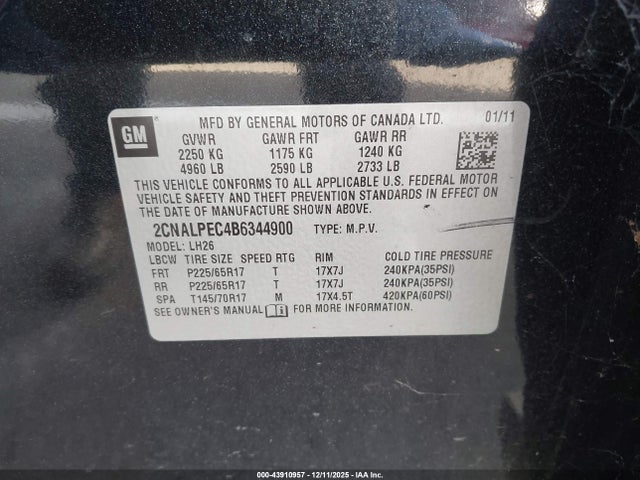 GM
MFD BY GENERAL MOTORS OF CANADA LTD. 01/11
GVWR GAWR FRT GAWR RR
2250 KG 1175 KG 1240 KG
4960 LB 2590 LB 2733 LB
THIS VEHICLE CONFORMS TO ALL APPLICABLE U.S. FEDERAL MOTOR
VEHICLE SAFETY AND THEFT PREVENTION STANDARDS IN EFFECT ON
THE DATE OF MANUFACTURE SHOWN ABOVE.
2CNALPEC4B6344900 TYPE: M.P.V.
MODEL: LH26
LBCW TIRE SIZE SPEED RTG RIM COLD TIRE PRESSURE
FRT P225/65R17 T 17X7J 240KPA(35PSI)
RR P225/65R17 T 17X7J 240KPA(35PSI)
SPA T145/70R17 M 17X4.5T 420KPA(60PSI)
SEE OWNER'S MANUAL FOR MORE INFORMATION.
000-43910957 - 12/11/2025 - IAAI.COM